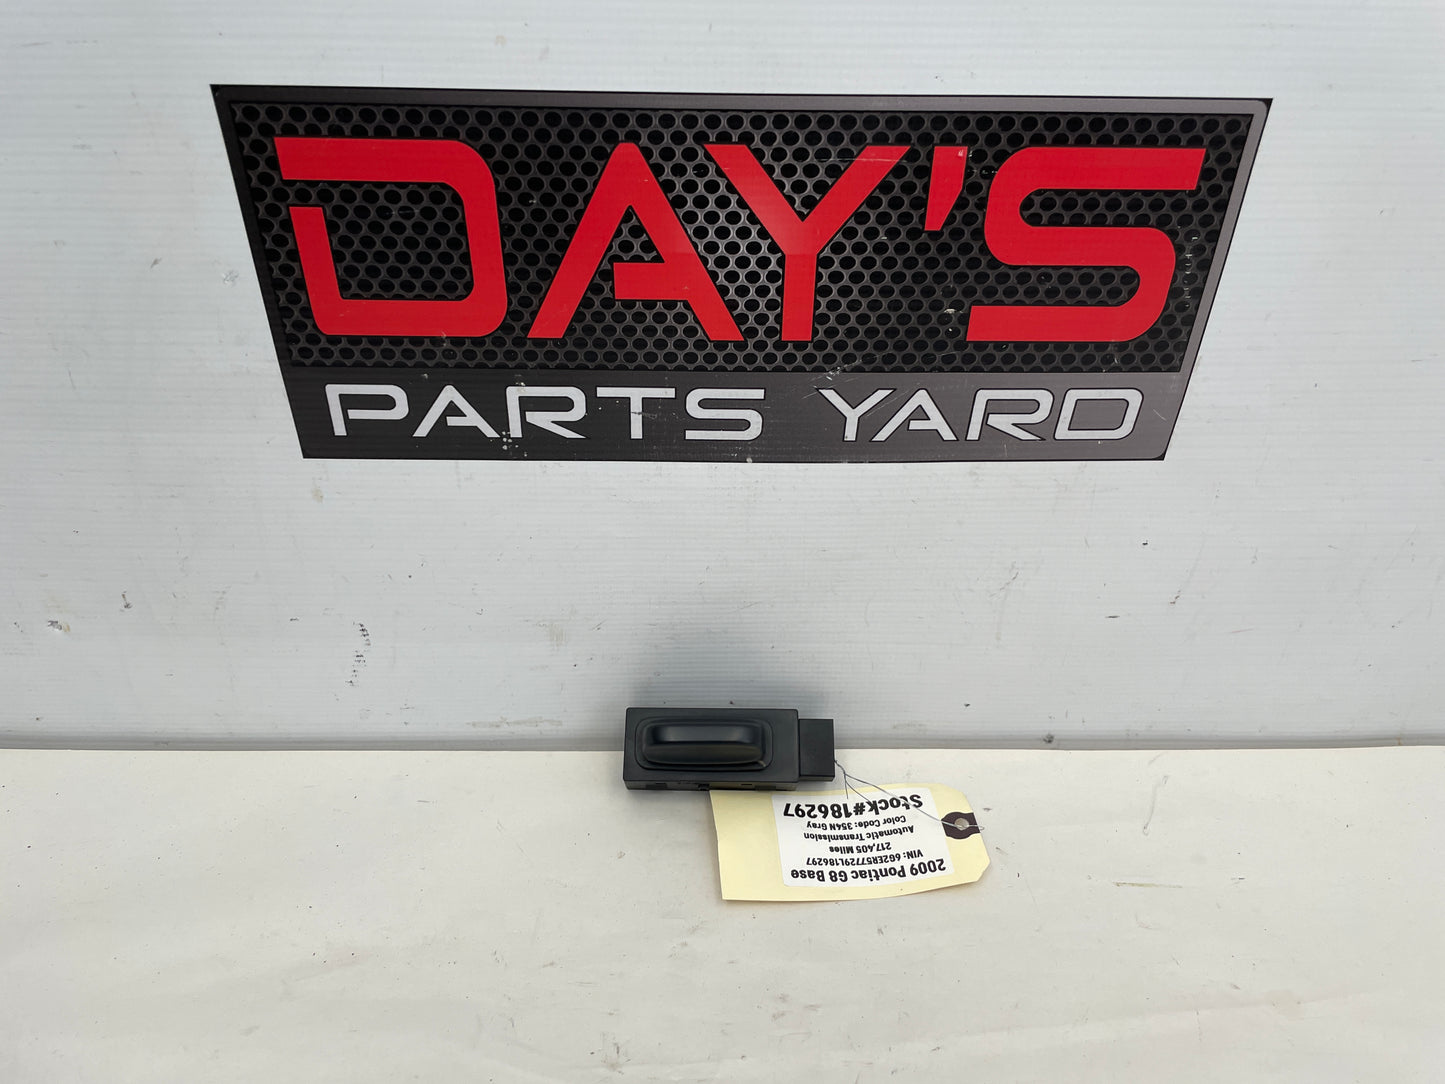 DAY'S
PARTS YARD
2009 Pontiac G8 Base
VIN: 6G2ER57729L186297
217,405 Miles
Automatic Transmission
Color Code: 354N Gray
Stock#186297